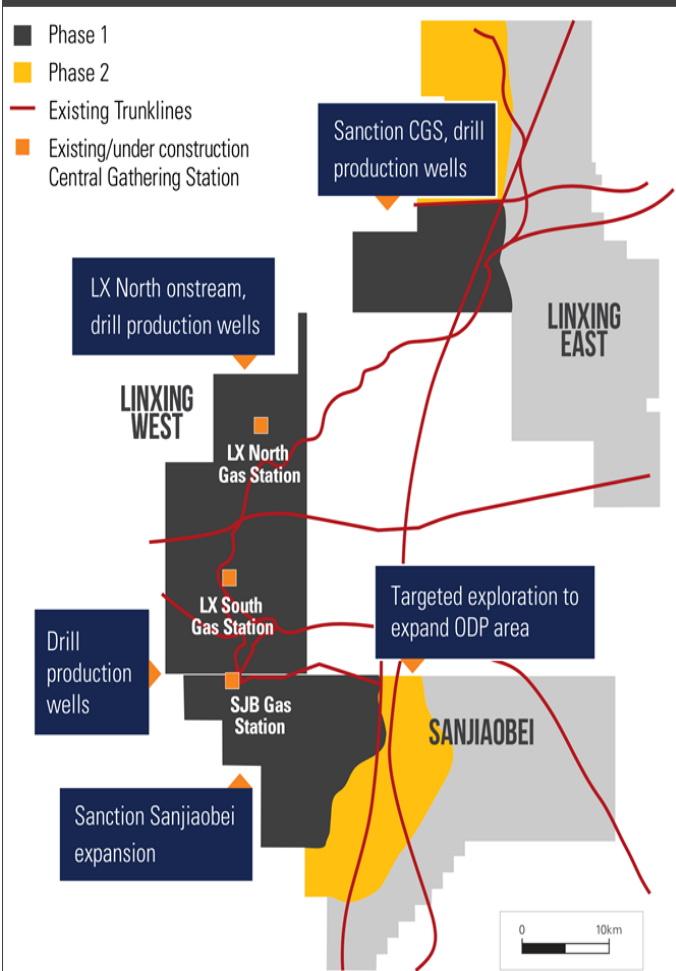 Phase 1
Phase 2
Existing Trunklines
Existing/under construction
Central Gathering Station
Sanction CGS, drill
production wells
LX North onstream,
drill production wells
LINXING
EAST
LINXING
WEST
LX North
Gas Station
LX South
Gas Station
Targeted exploration to
expand ODP area
Drill
production
wells
SJB Gas
Station
SANJIAOBEI
Sanction Sanjiaobei
expansion
0 10km